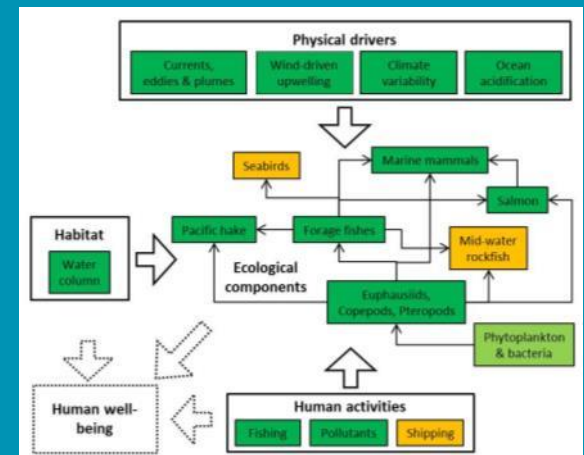 Physical drivers
Currents,
eddies & plumes
Wind-driven
upwelling
Climate
variability
Ocean
acidification
Seabirds
Marine mammals
Salmon
Habitat
Water
column
Pacific hake
Forage fishes
Mid-water
rockfish
Ecological
components
Euphausiids,
Copepods, Pteropods
Phytoplankton
& bacteria
Human well-
being
Human activities
Fishing
Pollutants
Shipping